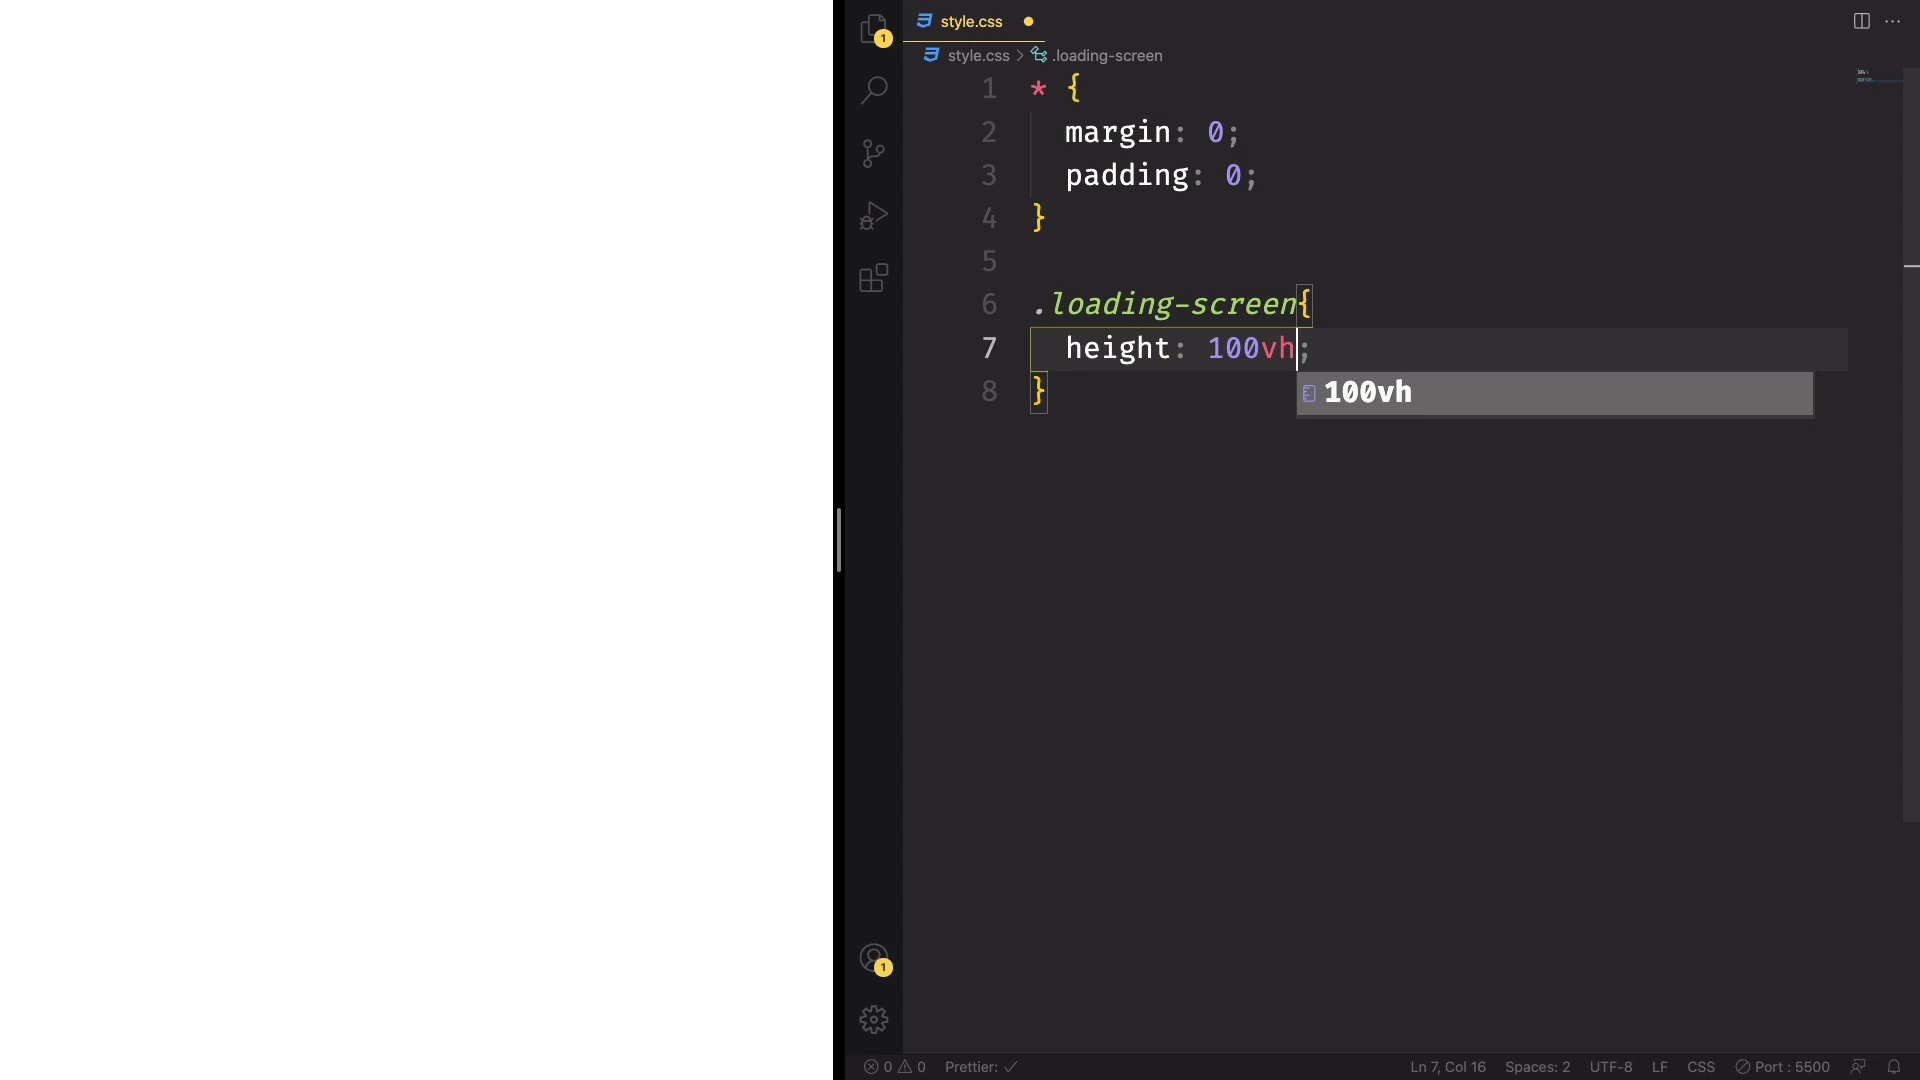 1
style.css
style.css > .loading-screen
1 * {
2 margin: 0;
3 padding: 0;
4 }
5
6 .loading-screen{
7 height: 100vh;
8 }
100vh
1
0 0 Prettier: Ln 7, Col 16 Spaces: 2 UTF-8 LF CSS Port : 5500